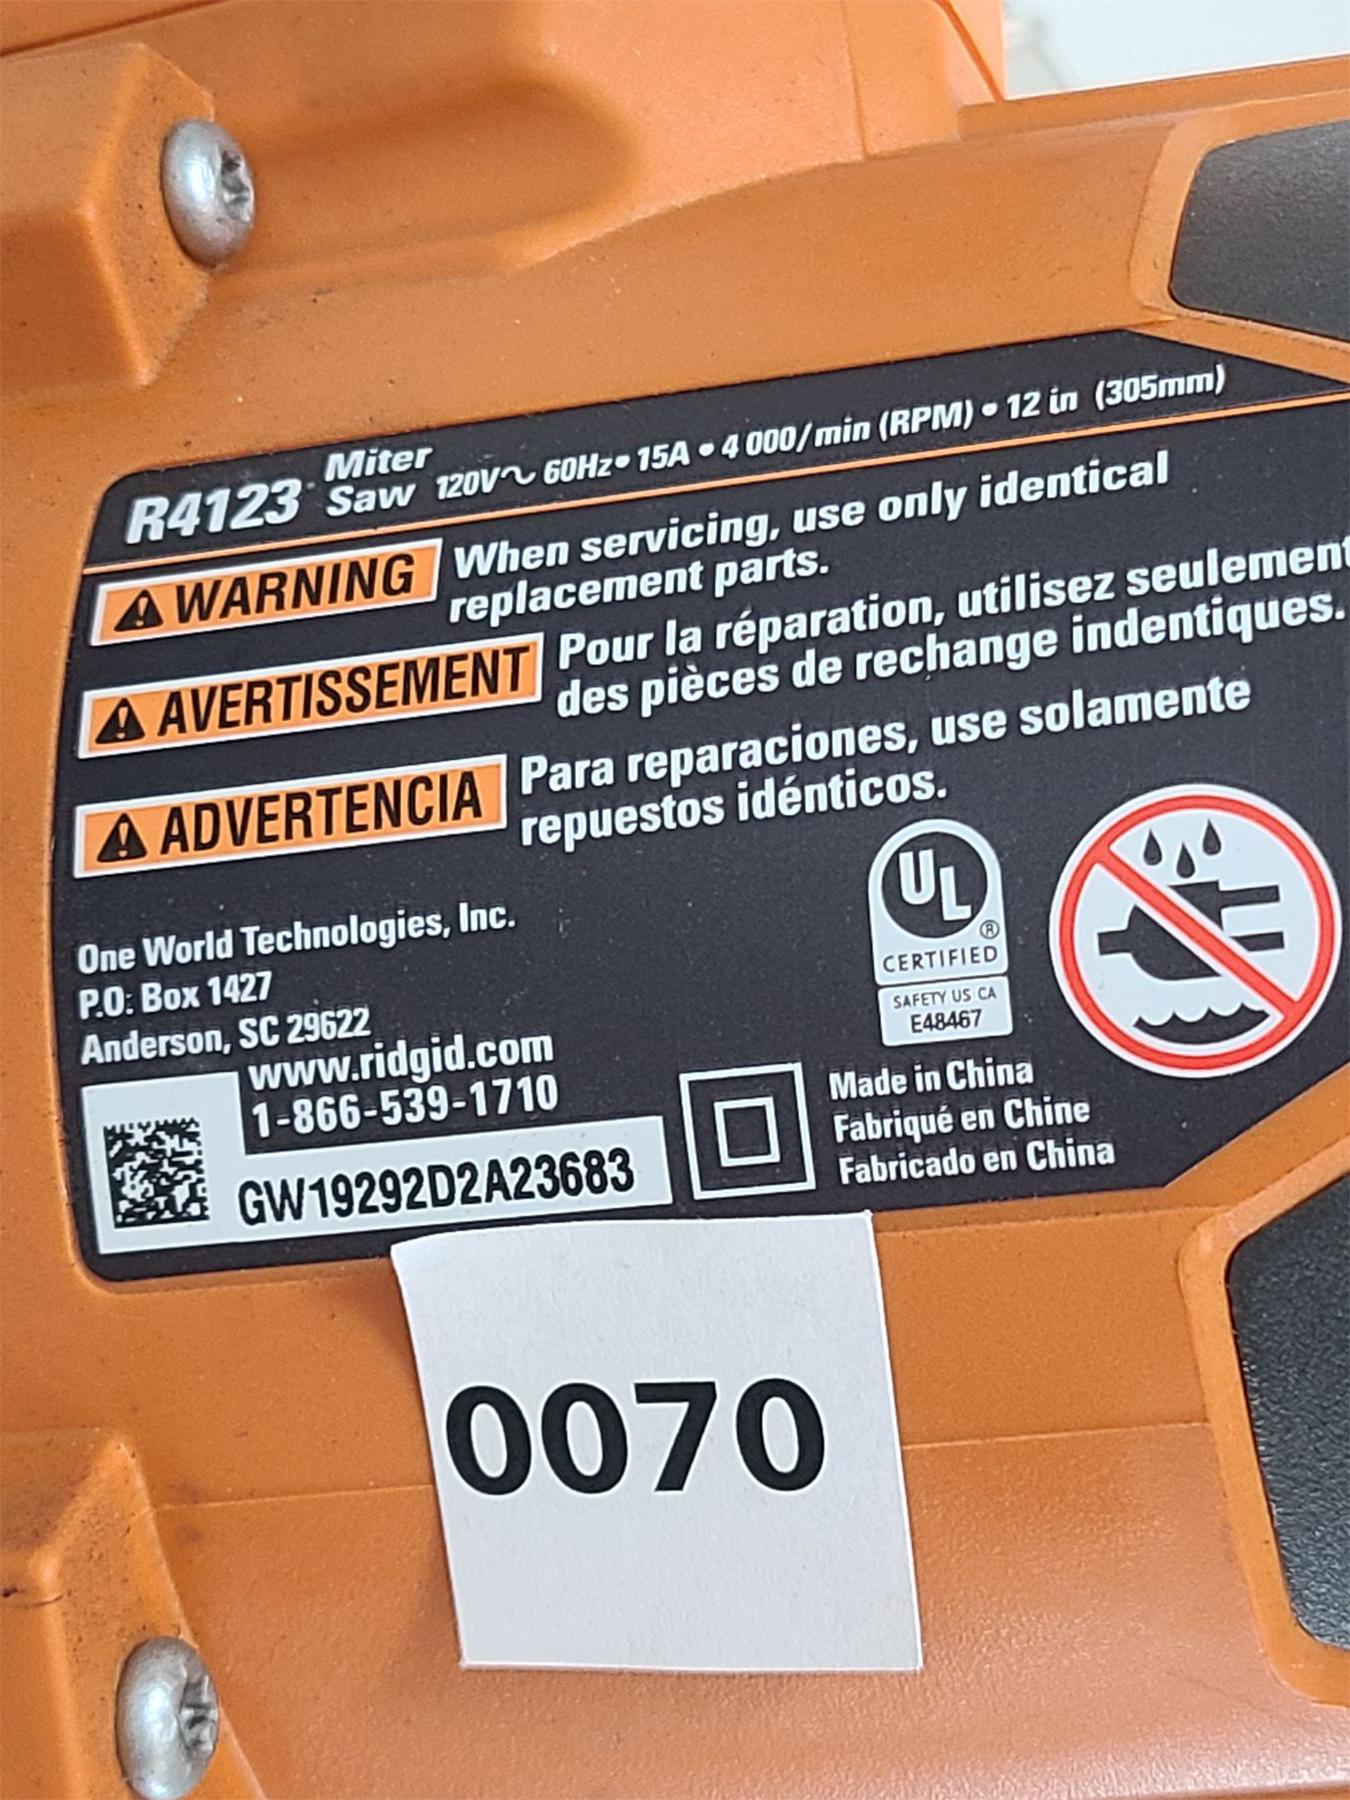 R4123 Miter Saw 120V~ 60Hz • 15A • 4 000/min (RPM) • 12 in (305mm)
WARNING When servicing, use only identical
replacement parts.
AVERTISSEMENT Pour la réparation, utilisez seulement
des pièces de rechange indentiques.
ADVERTENCIA Para reparaciones, use solamente
repuestos idénticos.
One World Technologies, Inc.
P.O. Box 1427
Anderson, SC 29622
www.ridgid.com
1-866-539-1710
GW19292D2A23683
UL ®
CERTIFIED
SAFETY US CA
E48467
Made in China
Fabriqué en Chine
Fabricado en China
0070